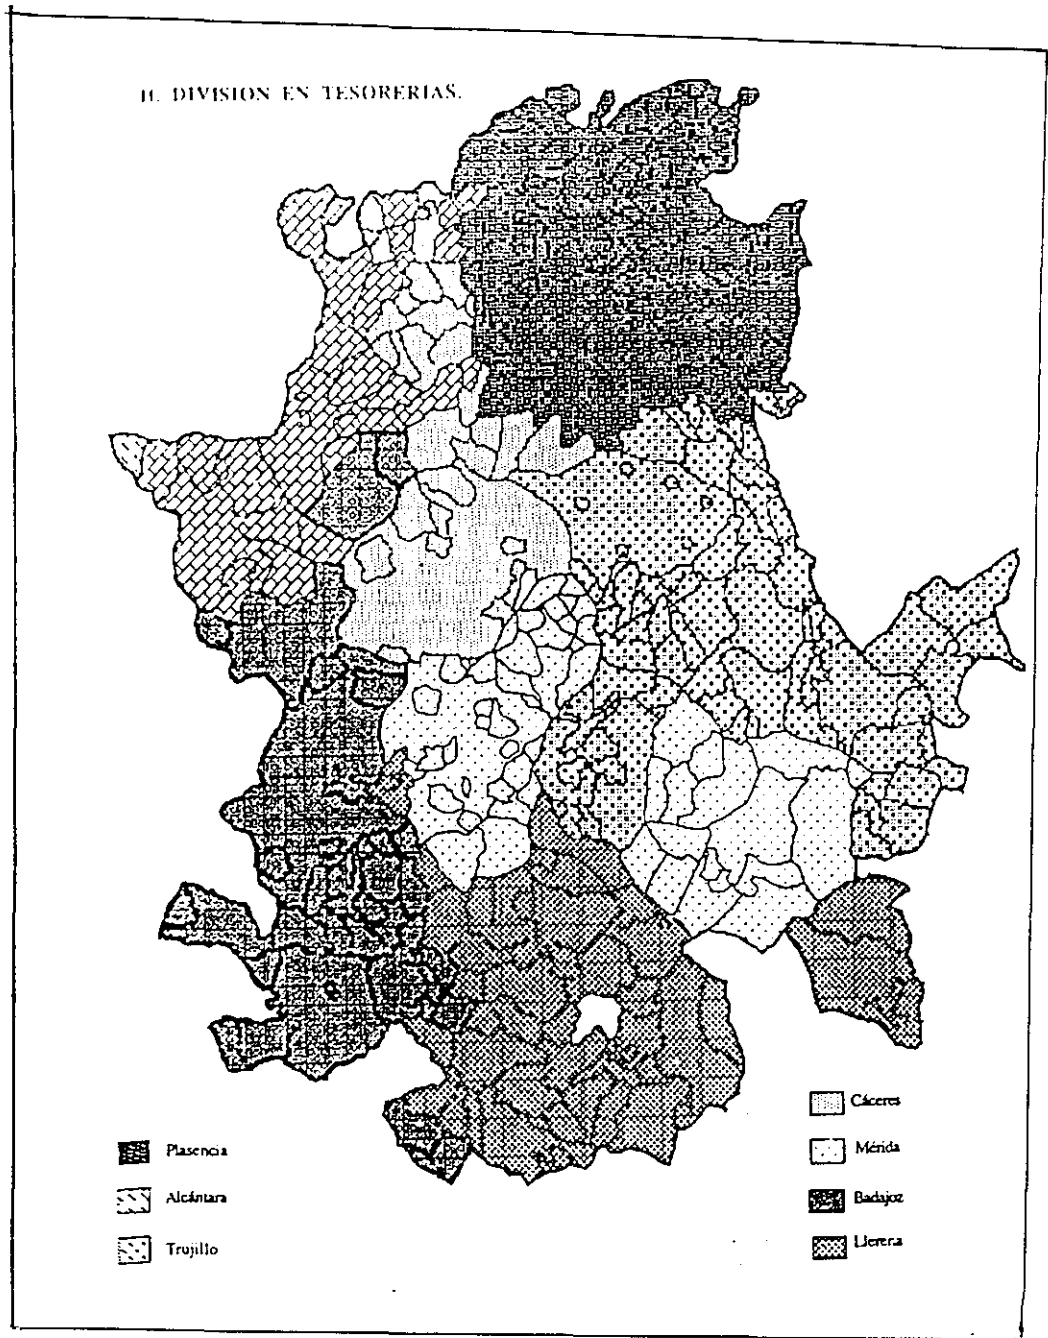 II. DIVISION EN TESORERIAS.
Plasencia
Alcántara
Trujillo
Cáceres
Mérida
Badajoz
Llerena